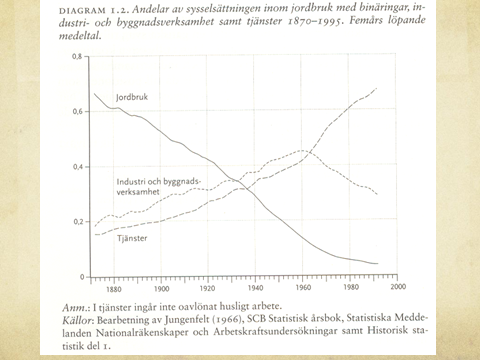 DIAGRAM 1.2. Andelar av sysselsättningen inom jordbruk med binäringar, in-
dustri- och byggnadsverksamhet samt tjänster 1870–1995. Femårs löpande
medeltal.
0,8
0,6
0,4
0,2
0
Jordbruk
Industri och byggnads-
verksamhet
Tjänster
1880
1900
1920
1940
1960
1980
2000
Anm.: I tjänster ingår inte oavlönat husligt arbete.
Källor: Bearbetning av Jungenfelt (1966), SCB Statistisk årsbok, Statistiska Medde-
landen Nationalräkenskaper och Arbetskraftsundersökningar samt Historisk sta-
tistik del 1.